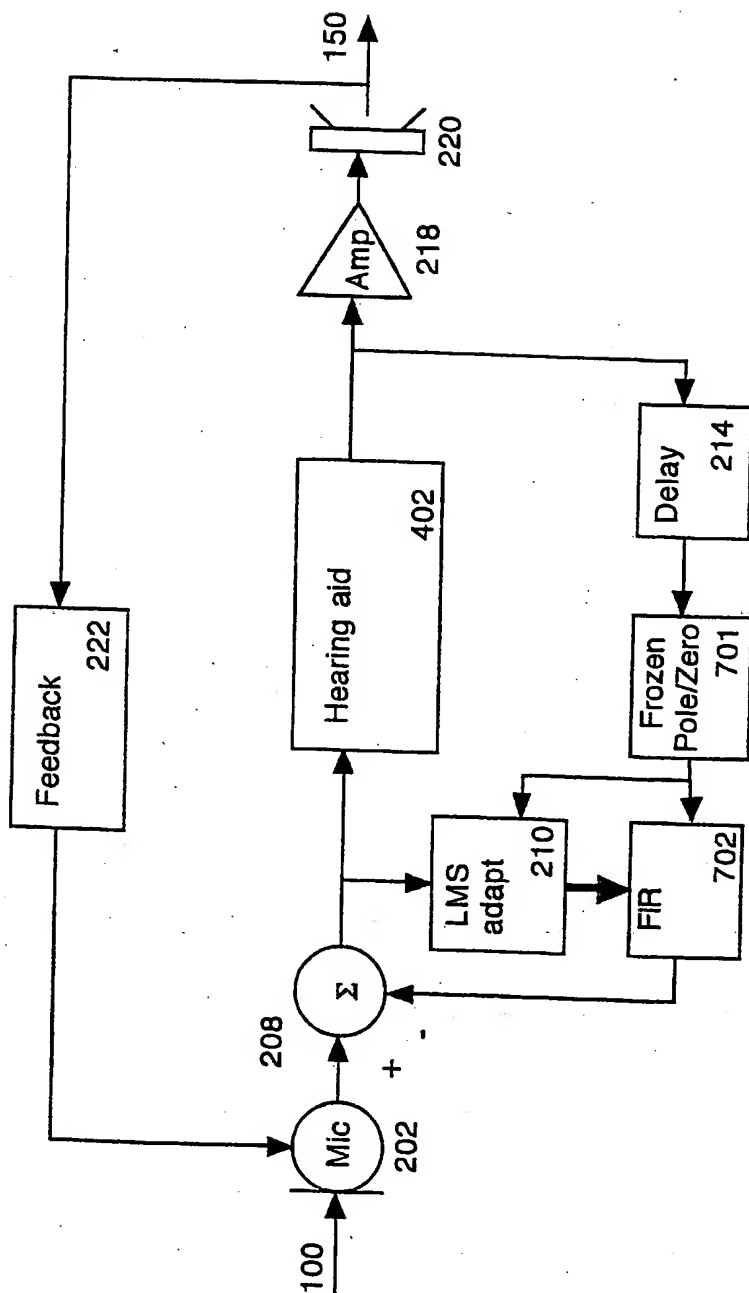 150
220
Amp
218
Feedback
222
Hearing aid
402
Delay
214
Frozen
Pole/Zero
701
LMS
adapt
210
FIR
702
Σ
208
+
-
Mic
202
100